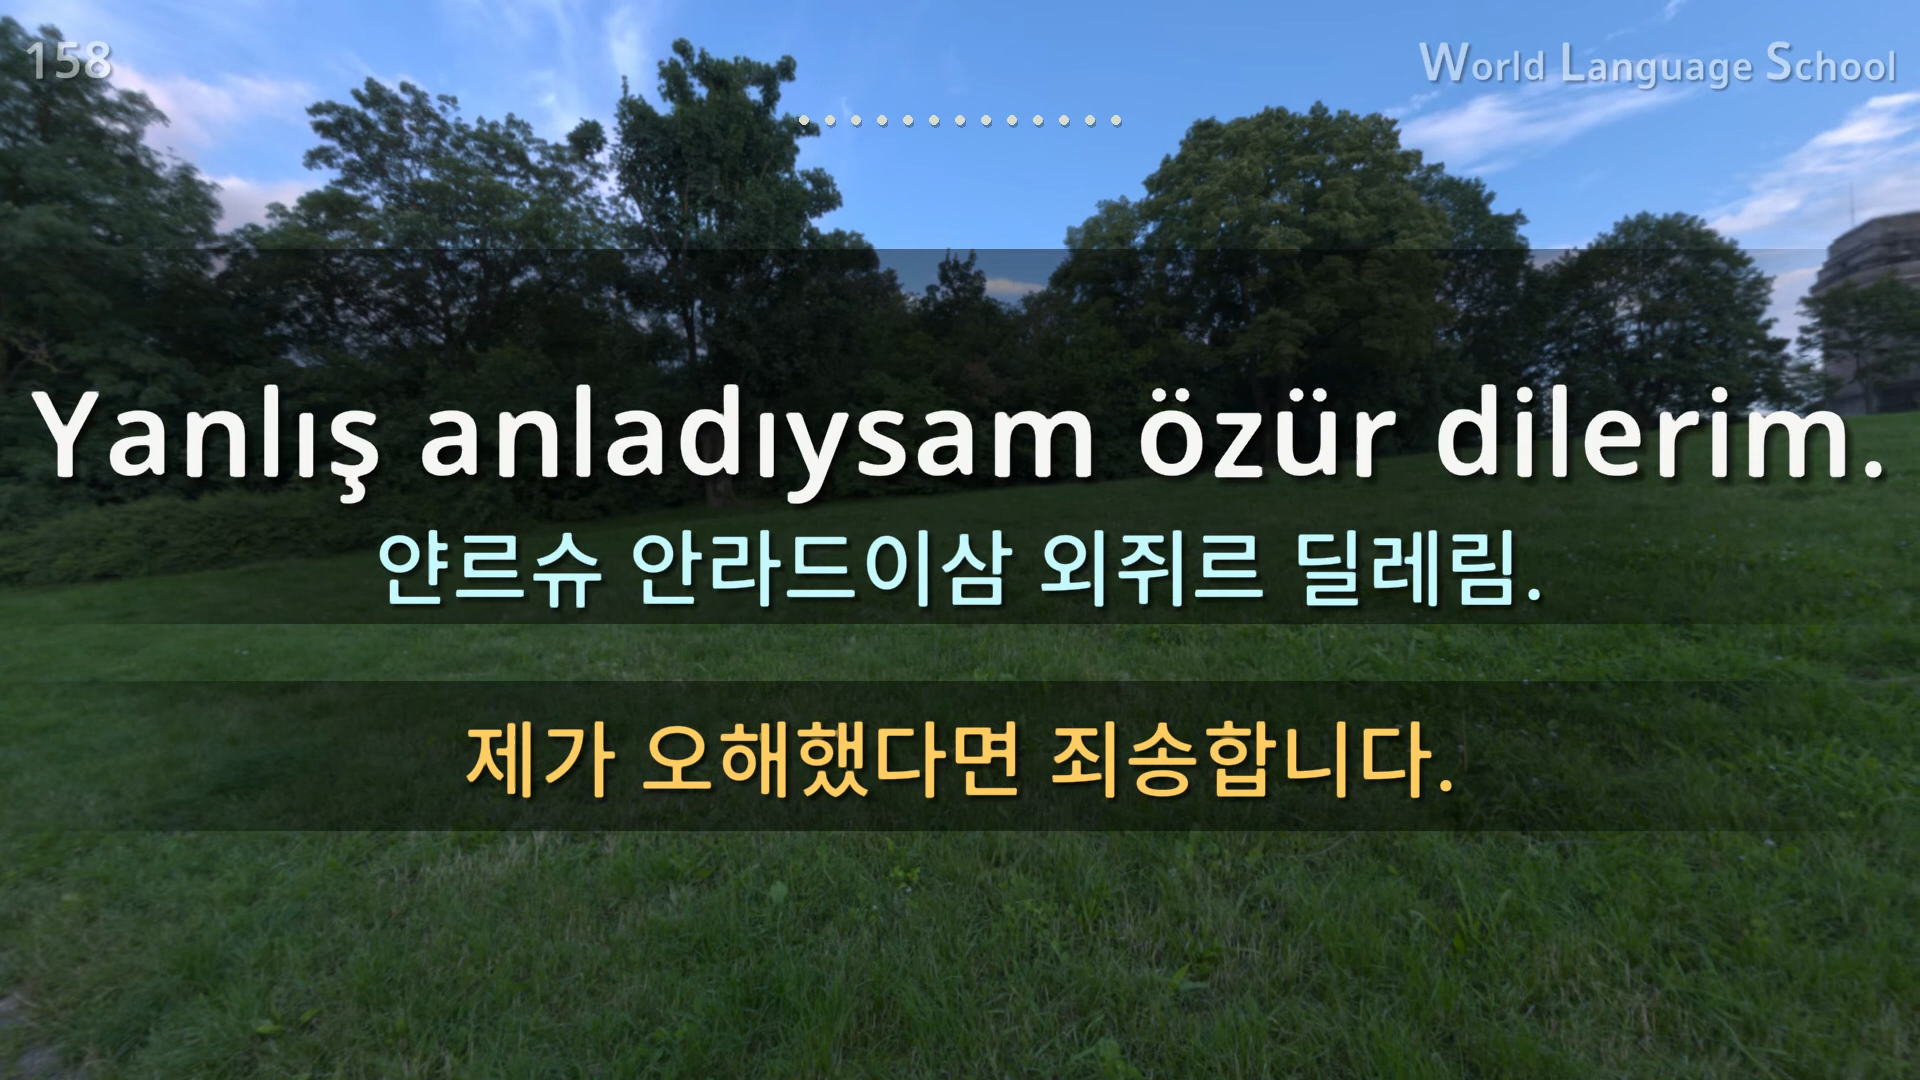 158
World Language School
Yanlış anladıysam özür dilerim.
얀르슈 안라드이삼 외쥐르 딜레림.
제가 오해했다면 죄송합니다.